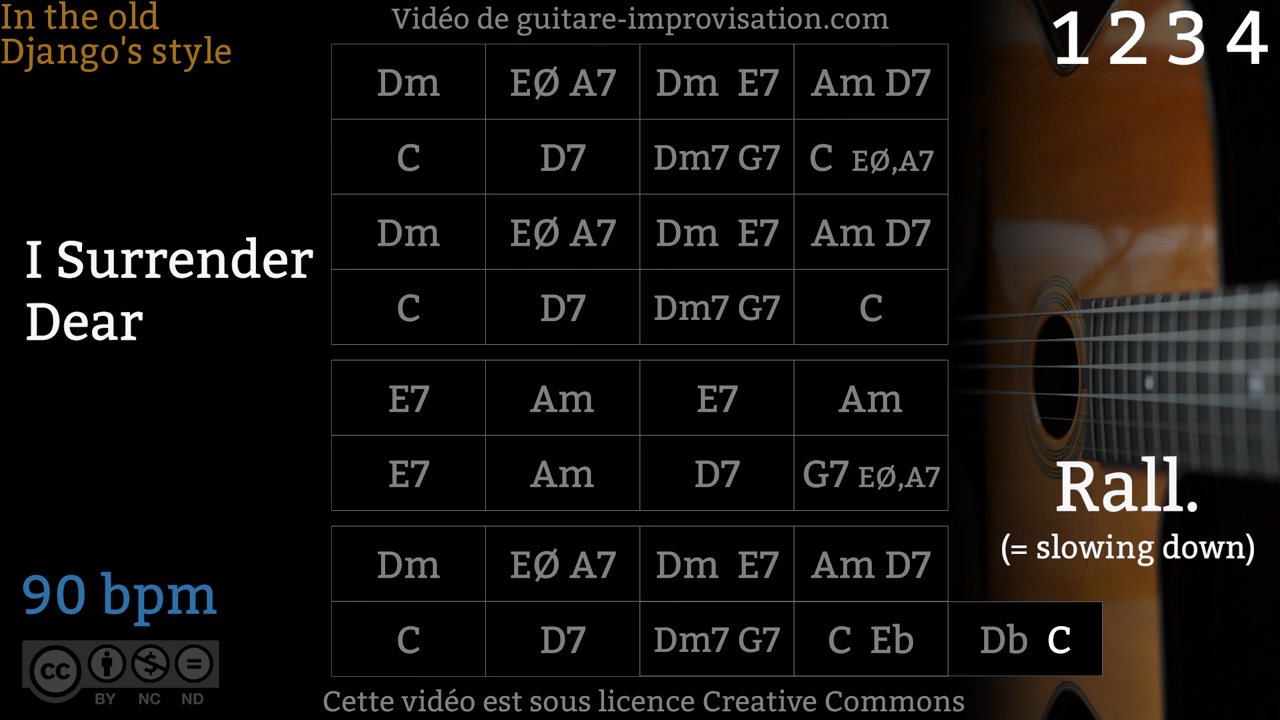 In the old
Django's style
Vidéo de guitare-improvisation.com
1 2 3 4
Dm EØ A7 Dm E7 Am D7
C D7 Dm7 G7 C EØ,A7
Dm EØ A7 Dm E7 Am D7
C D7 Dm7 G7 C
I Surrender
Dear
E7 Am E7 Am
E7 Am D7 G7 EØ,A7
Rall.
(= slowing down)
Dm EØ A7 Dm E7 Am D7
C D7 Dm7 G7 C Eb Db C
90 bpm
cc
BY NC ND
Cette vidéo est sous licence Creative Commons